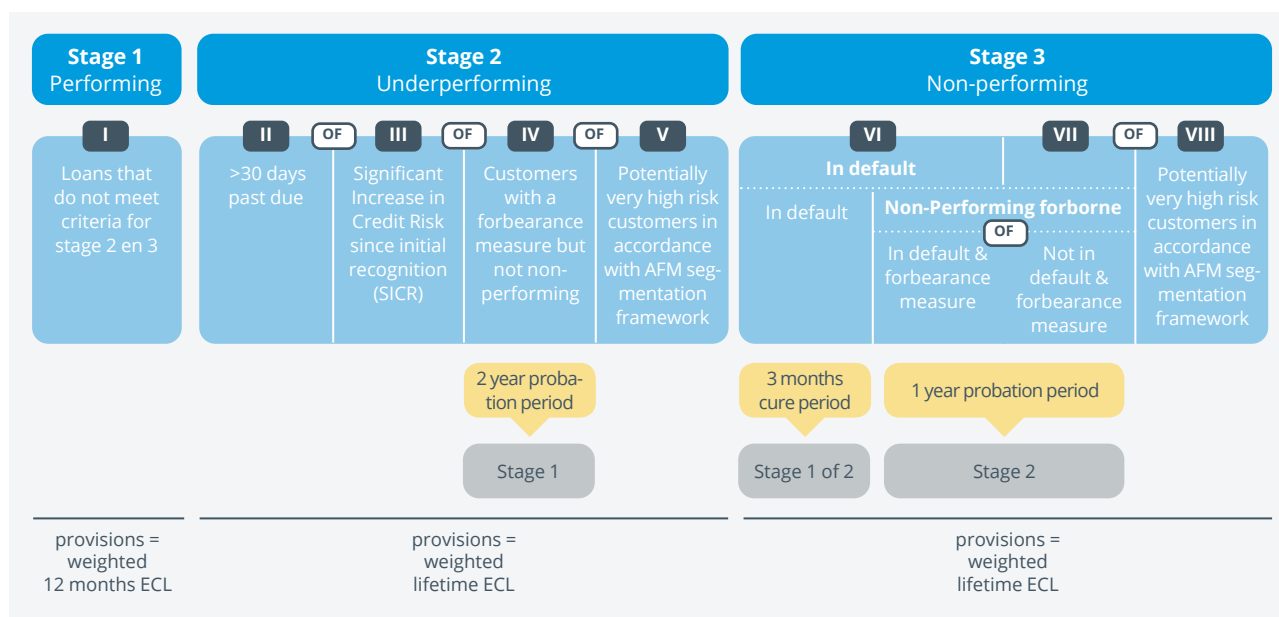 Stage 1
Performing
Stage 2
Underperforming
Stage 3
Non-performing
I
II
OF
III
OF
IV
OF
V
VI
VII
OF
VIII
Loans that
do not meet
criteria for
stage 2 en 3
>30 days
past due
Significant
Increase in
Credit Risk
since initial
recognition
(SICR)
Customers
with a
forbearance
measure but
not non-
performing
Potentially
very high risk
customers in
accordance
with AFM seg-
mentation
framework
In default
In default
Non-Performing forborne
OF
In default &
forbearance
measure
Not in
default &
forbearance
measure
Potentially
very high risk
customers in
accordance
with AFM seg-
mentation
framework
2 year proba-
tion period
3 months
cure period
1 year probation period
Stage 1
Stage 1 of 2
Stage 2
provisions =
weighted
12 months ECL
provisions =
weighted
lifetime ECL
provisions =
weighted
lifetime ECL